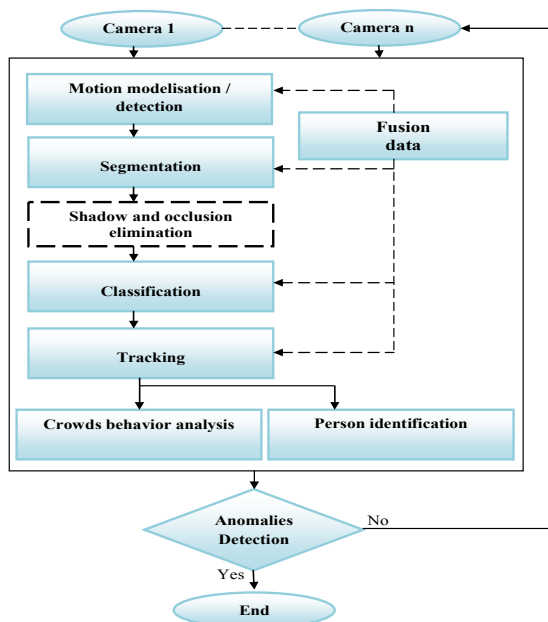 Camera 1
Camera n
Motion modelisation /
detection
Fusion
data
Segmentation
Shadow and occlusion
elimination
Classification
Tracking
Crowds behavior analysis
Person identification
Anomalies
Detection
No
Yes
End